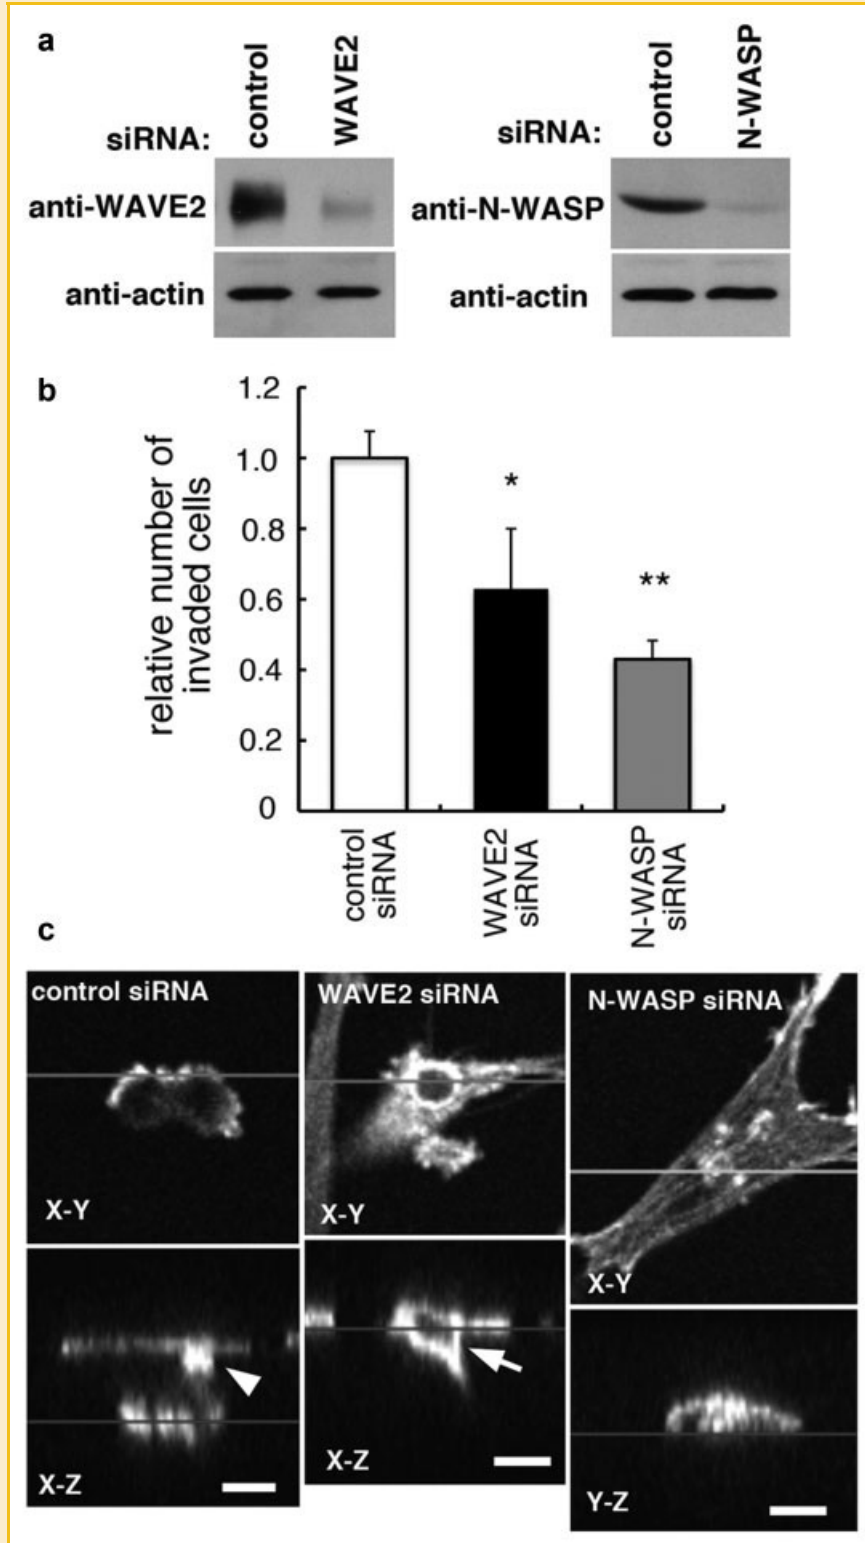 a
control
WAVE2
siRNA:
anti-WAVE2
anti-actin
control
N-WASP
siRNA:
anti-N-WASP
anti-actin
b
relative number of
invaded cells
1.2
1.0
0.8
0.6
0.4
0.2
0
*
**
control
siRNA
WAVE2
siRNA
N-WASP
siRNA
c
control siRNA
X-Y
X-Z
WAVE2 siRNA
X-Y
X-Z
N-WASP siRNA
X-Y
Y-Z